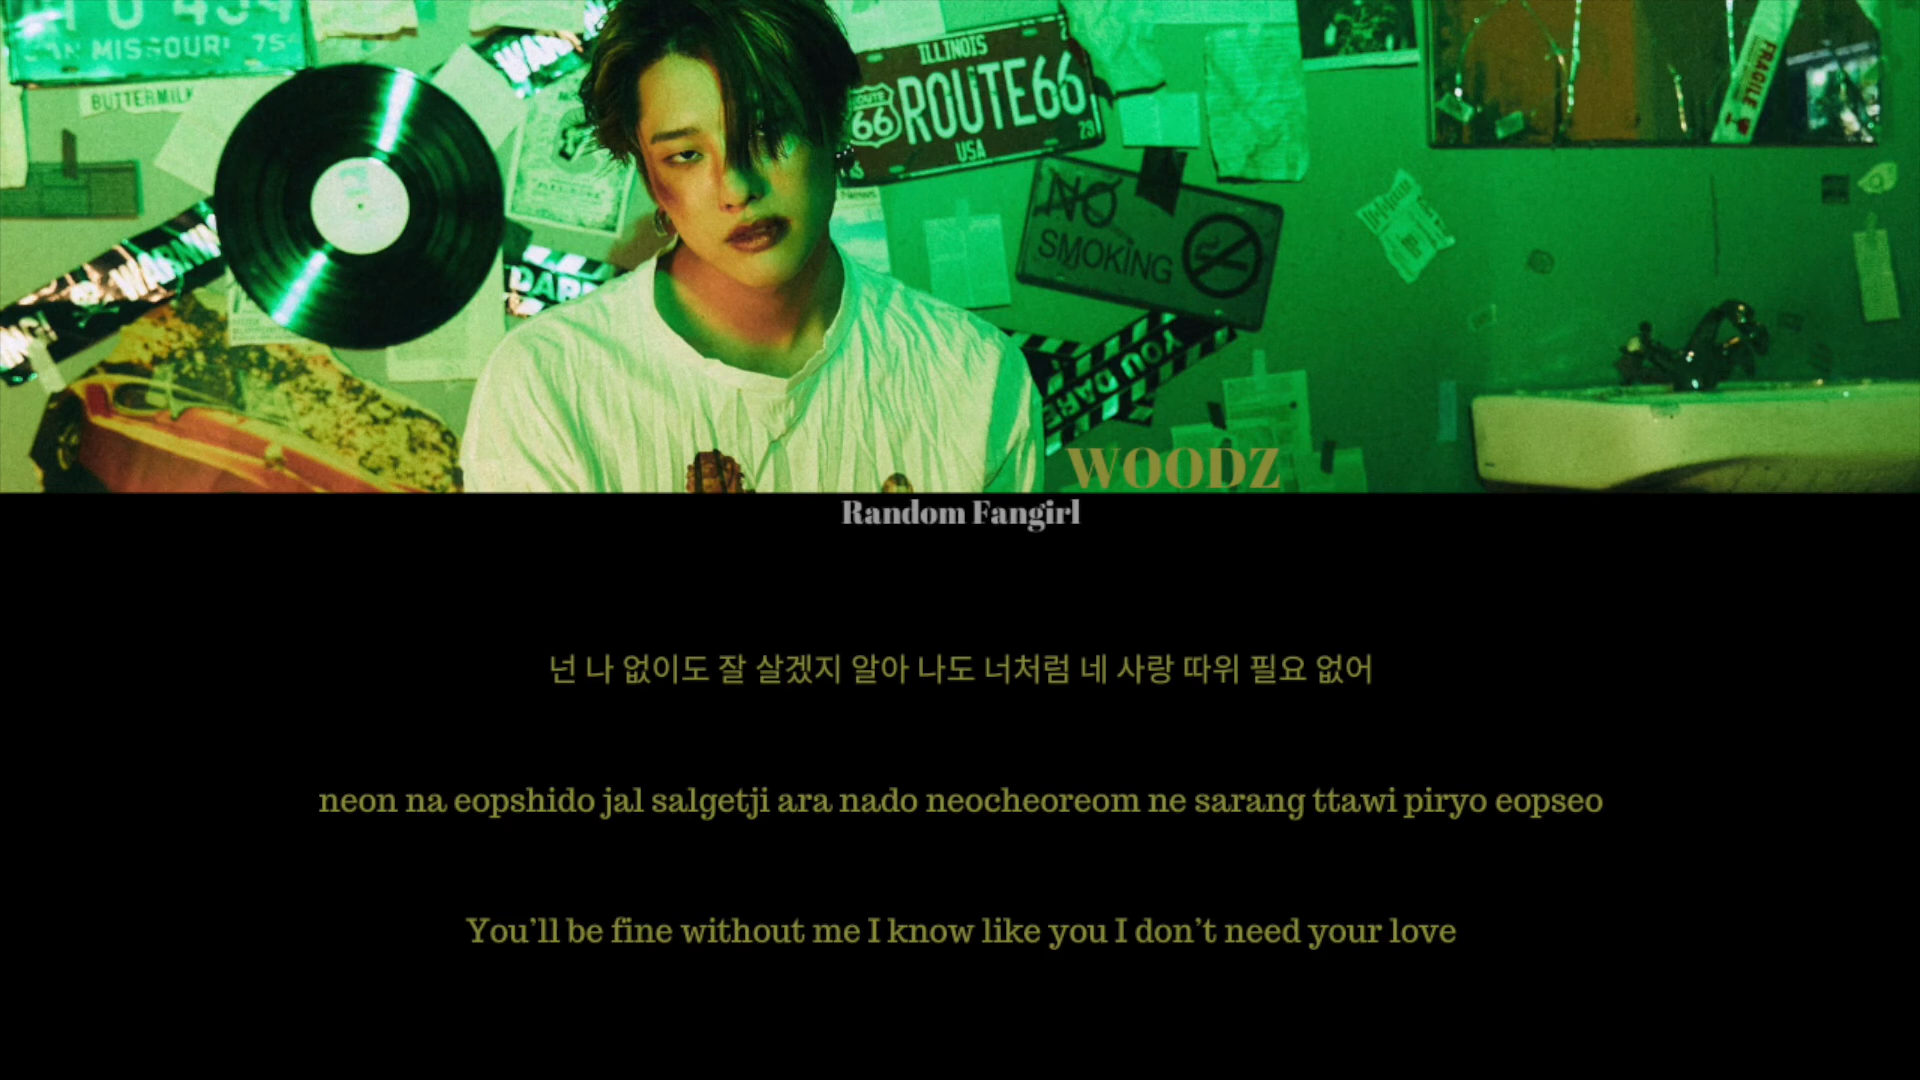 AN MISSOURI 75
BUTTERMILK
ILLINOIS
ROUTE
66
ROUTE66
USA
FRAGILE
NO
SMOKING
YOU DARE
WOODZ
Random Fangirl
넌 나 없이도 잘 살겠지 알아 나도 너처럼 네 사랑 따위 필요 없어
neon na eopshido jal salgetji ara nado neocheoreom ne sarang ttawi piryo eopseo
You’ll be fine without me I know like you I don’t need your love